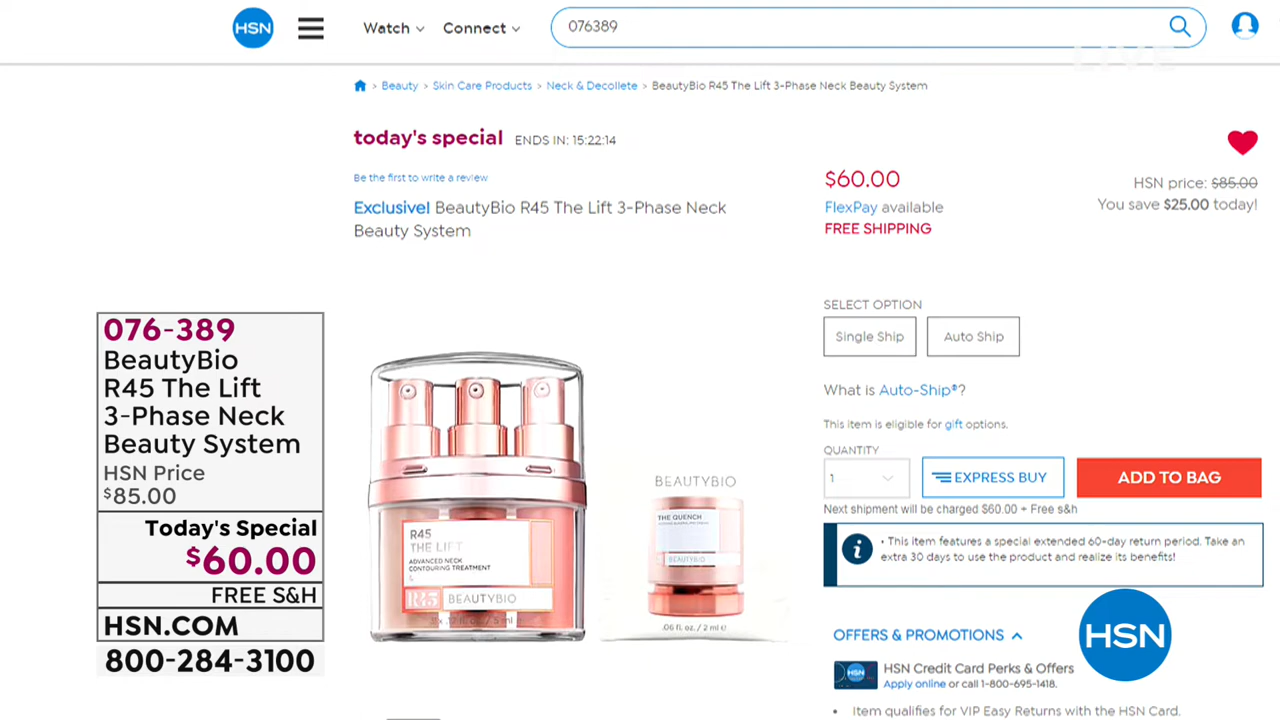 HSN
Watch
Connect
076389
LIVE
Beauty > Skin Care Products > Neck & Decollete > BeautyBio R45 The Lift 3-Phase Neck Beauty System
today's special ENDS IN: 15:22:14
Be the first to write a review
Exclusive! BeautyBio R45 The Lift 3-Phase Neck
Beauty System
$60.00
FlexPay available
FREE SHIPPING
HSN price: $85.00
You save $25.00 today!
SELECT OPTION
Single Ship
Auto Ship
What is Auto-Ship®?
This item is eligible for gift options.
QUANTITY
1
EXPRESS BUY
ADD TO BAG
Next shipment will be charged $60.00 + Free s&h
i
• This item features a special extended 60-day return period. Take an
extra 30 days to use the product and realize its benefits!
OFFERS & PROMOTIONS
HSN
HSN
HSN Credit Card Perks & Offers
Apply online or call 1-800-695-1418.
• Item qualifies for VIP Easy Returns with the HSN Card.
076-389
BeautyBio
R45 The Lift
3-Phase Neck
Beauty System
HSN Price
$85.00
Today's Special
$60.00
FREE S&H
HSN.COM
800-284-3100
R45
THE LIFT
ADVANCED NECK
CONTOURING TREATMENT
R45 BEAUTYBIO
BEAUTYBIO
THE QUENCH
BEAUTYBIO
.06 fl. oz. / 2 ml e